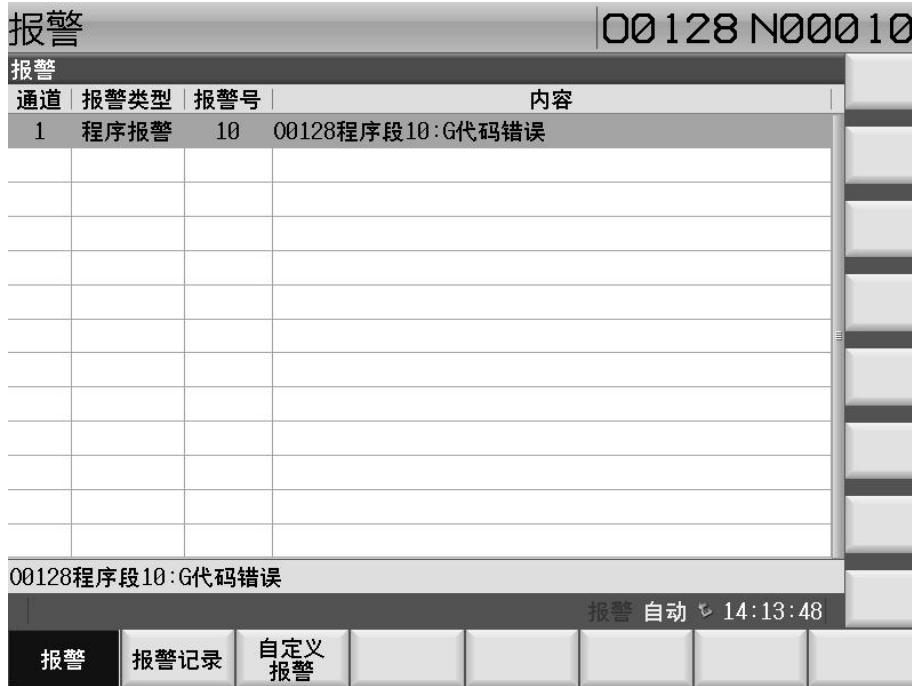 报警 O0128 N00010
报警
通道 报警类型 报警号 内容
1 程序报警 10 O0128程序段10:G代码错误
O0128程序段10:G代码错误
报警 自动 14:13:48
报警 报警记录 自定义
报警